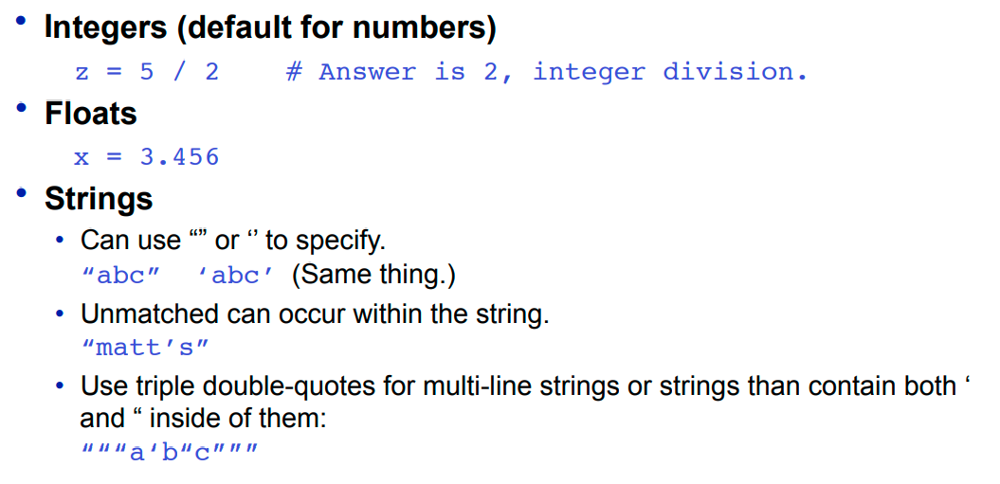 • Integers (default for numbers)
z = 5 / 2    # Answer is 2, integer division.
• Floats
x = 3.456
• Strings
• Can use “” or ‘’ to specify.
“abc”  ‘abc’ (Same thing.)
• Unmatched can occur within the string.
“matt’s”
• Use triple double-quotes for multi-line strings or strings than contain both ‘
and “ inside of them:
“““a‘b“c”””